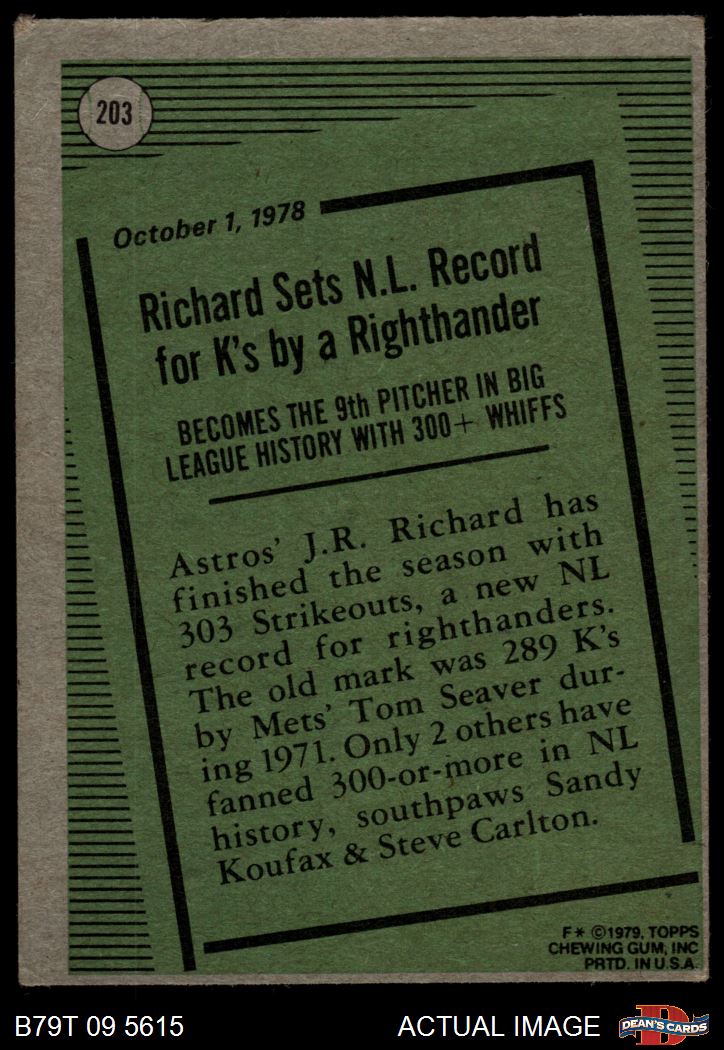 203
October 1, 1978
Richard Sets N.L. Record
for K's by a Righthander
BECOMES THE 9th PITCHER IN BIG
LEAGUE HISTORY WITH 300+ WHIFFS
Astros' J.R. Richard has
finished the season with
303 Strikeouts, a new NL
record for righthanders.
The old mark was 289 K's
by Mets' Tom Seaver dur-
ing 1971. Only 2 others have
fanned 300-or-more in NL
history, southpaws Sandy
Koufax & Steve Carlton.
F* ©1979, TOPPS
CHEWING GUM, INC
PRTD. IN U.S.A.
B79T 09 5615
ACTUAL IMAGE
D
DEAN'S CARDS